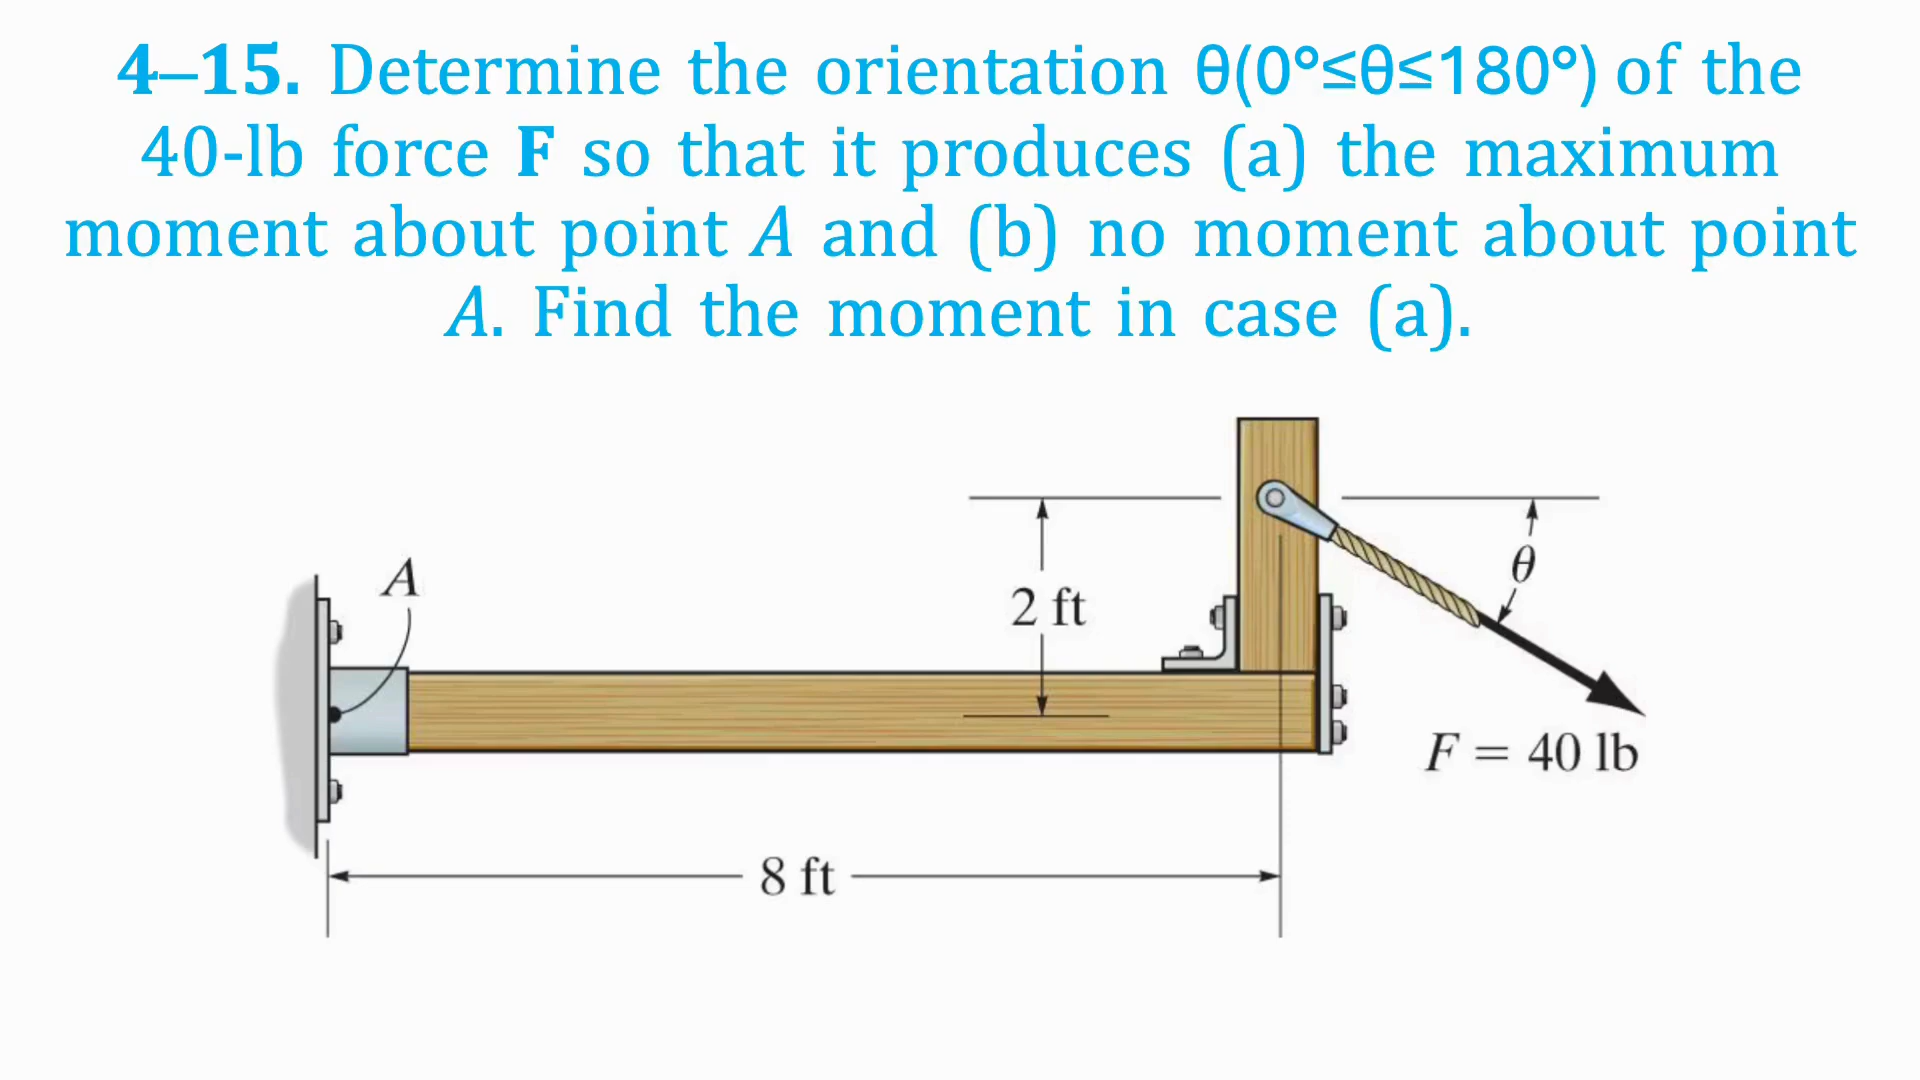 4–15. Determine the orientation θ(0°≤θ≤180°) of the
40-lb force F so that it produces (a) the maximum
moment about point A and (b) no moment about point
A. Find the moment in case (a).
A
2 ft
θ
F = 40 lb
8 ft